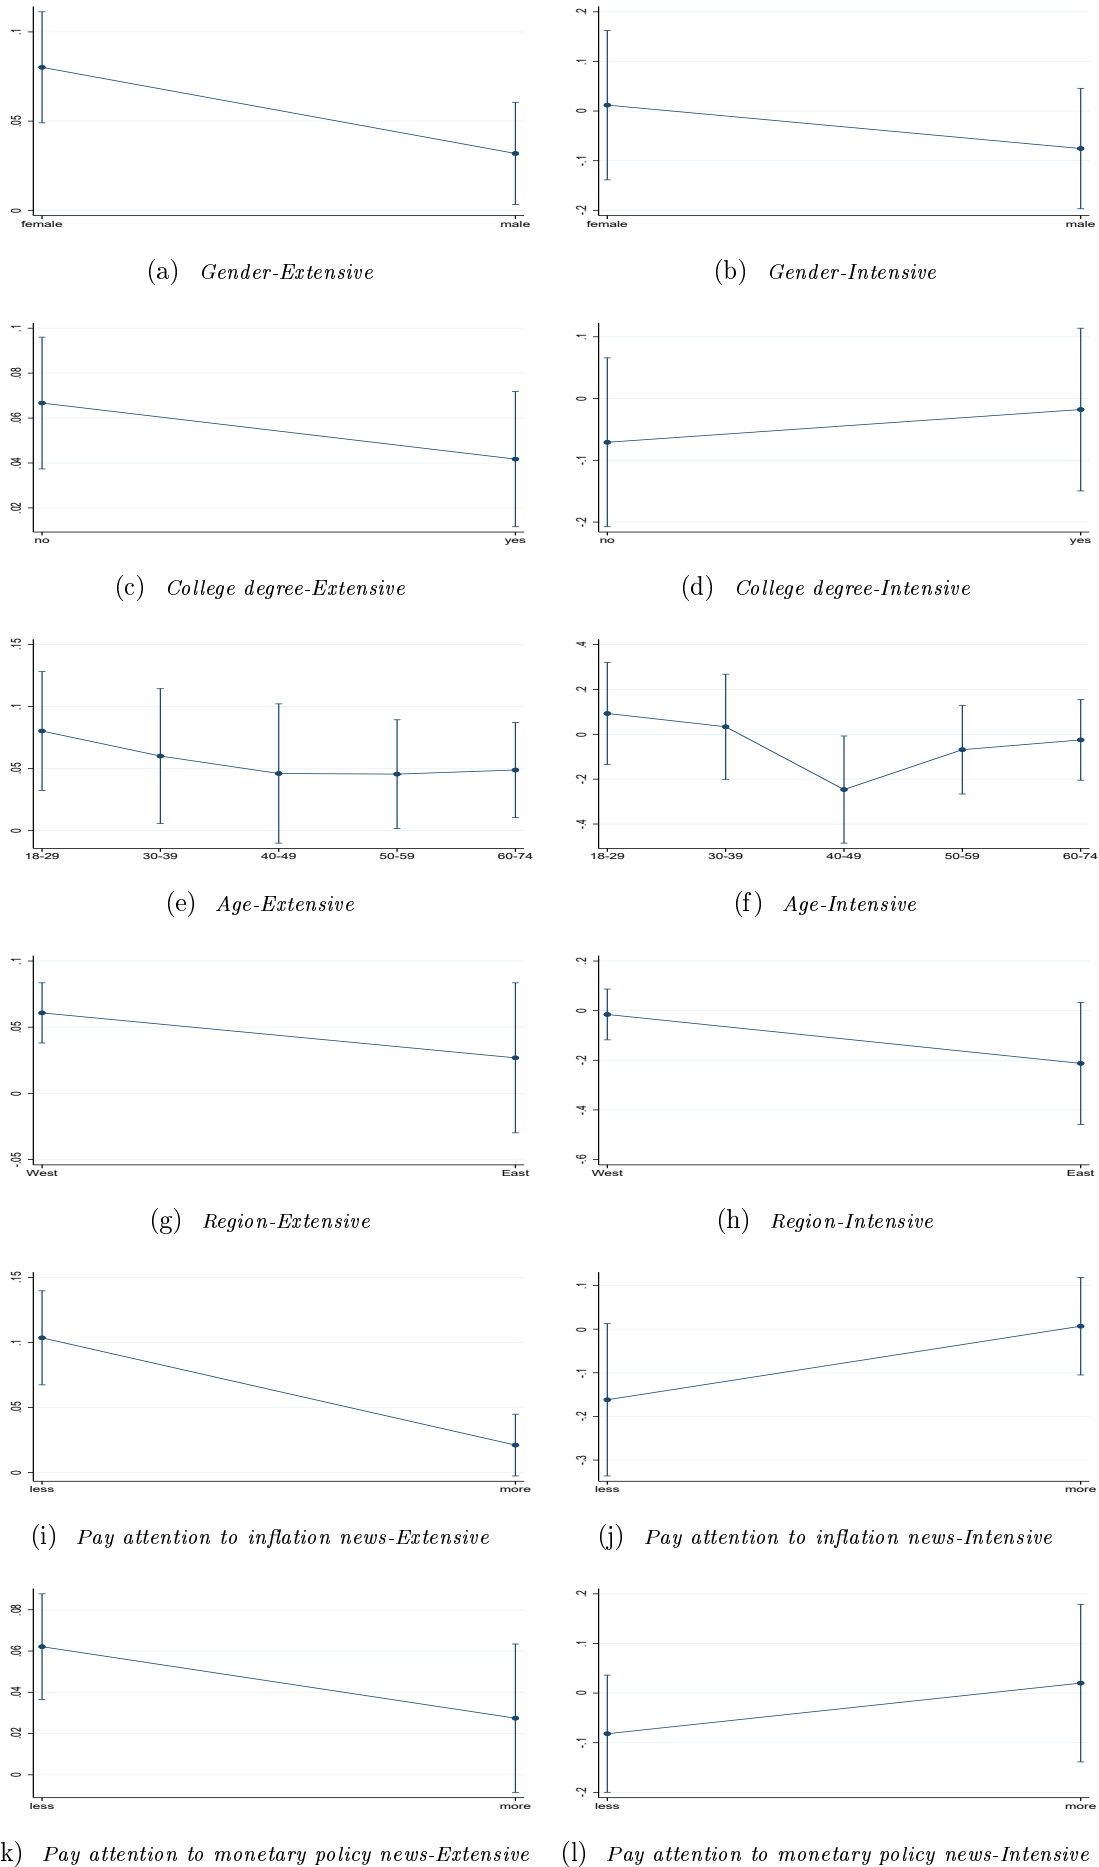 .1
.05
0
female male
(a) Gender-Extensive
.2
.1
0
-.1
-.2
female male
(b) Gender-Intensive
.1
.08
.06
.04
.02
no yes
(c) College degree-Extensive
.1
0
-.1
-.2
no yes
(d) College degree-Intensive
.15
.1
.05
0
18-29 30-39 40-49 50-59 60-74
(e) Age-Extensive
.4
.2
0
-.2
-.4
18-29 30-39 40-49 50-59 60-74
(f) Age-Intensive
.1
.05
0
-.05
West East
(g) Region-Extensive
.2
0
-.2
-.4
-.6
West East
(h) Region-Intensive
.15
.1
.05
0
less more
(i) Pay attention to inflation news-Extensive
.1
0
-.1
-.2
-.3
less more
(j) Pay attention to inflation news-Intensive
.08
.06
.04
.02
0
less more
k) Pay attention to monetary policy news-Extensive
.2
.1
0
-.1
-.2
less more
(l) Pay attention to monetary policy news-Intensive